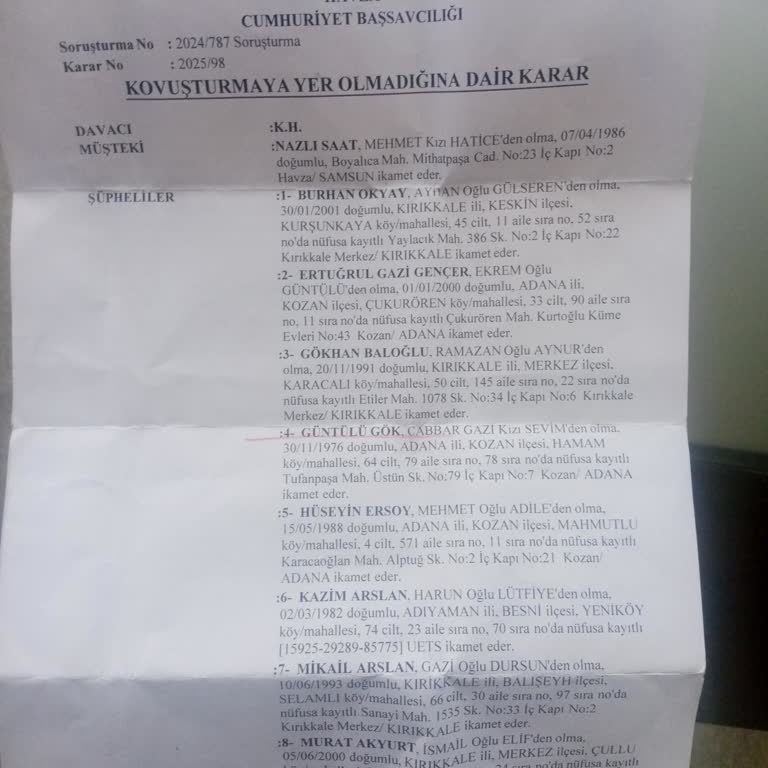 CUMHURİYET BAŞSAVCILIĞI
Soruşturma No : 2024/787 Soruşturma
Karar No : 2025/98
KOVUŞTURMAYA YER OLMADIĞINA DAİR KARAR
DAVACI :K.H.
MÜŞTEKİ :NAZLI SAAT, MEHMET Kızı HATİCE'den olma, 07/04/1986
doğumlu, Boyalıca Mah. Mithatpaşa Cad. No:23 İç Kapı No:2
Havza/ SAMSUN ikamet eder.
ŞÜPHELİLER :1- BURHAN OKYAY, AYHAN Oğlu GÜLSEREN'den olma,
30/01/2001 doğumlu, KIRIKKALE ili, KESKİN ilçesi,
KURŞUNKAYA köy/mahallesi, 45 cilt, 11 aile sıra no, 52 sıra
no'da nüfusa kayıtlı Yaylacık Mah. 386 Sk. No:2 İç Kapı No:22
Kırıkkale Merkez/ KIRIKKALE ikamet eder.
:2- ERTUĞRUL GAZİ GENÇER, EKREM Oğlu
GÜNTÜLÜ'den olma, 01/01/2000 doğumlu, ADANA ili,
KOZAN ilçesi, ÇUKURÖREN köy/mahallesi, 33 cilt, 90 aile sıra
no, 11 sıra no'da nüfusa kayıtlı Çukurören Mah. Kurtoğlu Küme
Evleri No:43 Kozan/ ADANA ikamet eder.
:3- GÖKHAN BALOĞLU, RAMAZAN Oğlu AYNUR'den
olma, 20/11/1991 doğumlu, KIRIKKALE ili, MERKEZ ilçesi,
KARACALI köy/mahallesi, 50 cilt, 145 aile sıra no, 22 sıra no'da
nüfusa kayıtlı Etiler Mah. 1078 Sk. No:34 İç Kapı No:6 Kırıkkale
Merkez/ KIRIKKALE ikamet eder.
:4- GÜNTÜLÜ GÖK, CABBAR GAZİ Kızı SEVİM'den olma,
30/11/1976 doğumlu, ADANA ili, KOZAN ilçesi, HAMAM
köy/mahallesi, 64 cilt, 79 aile sıra no, 78 sıra no'da nüfusa kayıtlı
Tufanpaşa Mah. Üstün Sk. No:79 İç Kapı No:7 Kozan/ ADANA
ikamet eder.
:5- HÜSEYİN ERSOY, MEHMET Oğlu ADİLE'den olma,
15/05/1988 doğumlu, ADANA ili, KOZAN ilçesi, MAHMUTLU
köy/mahallesi, 4 cilt, 571 aile sıra no, 11 sıra no'da nüfusa kayıtlı
Karacaoğlan Mah. Alptuğ Sk. No:2 İç Kapı No:21 Kozan/
ADANA ikamet eder.
:6- KAZİM ARSLAN, HARUN Oğlu LÜTFİYE'den olma,
02/03/1982 doğumlu, ADIYAMAN ili, BESNİ ilçesi, YENİKÖY
köy/mahallesi, 74 cilt, 23 aile sıra no, 70 sıra no'da nüfusa kayıtlı
[15925-29289-85775] UETS ikamet eder.
:7- MİKAİL ARSLAN, GAZİ Oğlu DURSUN'den olma,
10/06/1993 doğumlu, KIRIKKALE ili, BALIŞEYH ilçesi,
SELAMLI köy/mahallesi, 66 cilt, 30 aile sıra no, 97 sıra no'da
nüfusa kayıtlı Sanayi Mah. 1535 Sk. No:33 İç Kapı No:2
Kırıkkale Merkez/ KIRIKKALE ikamet eder.
:8- MURAT AKYURT, İSMAİL Oğlu ELİF'den olma,
05/06/2000 doğumlu, KIRIKKALE ili, MERKEZ ilçesi, ÇULLU